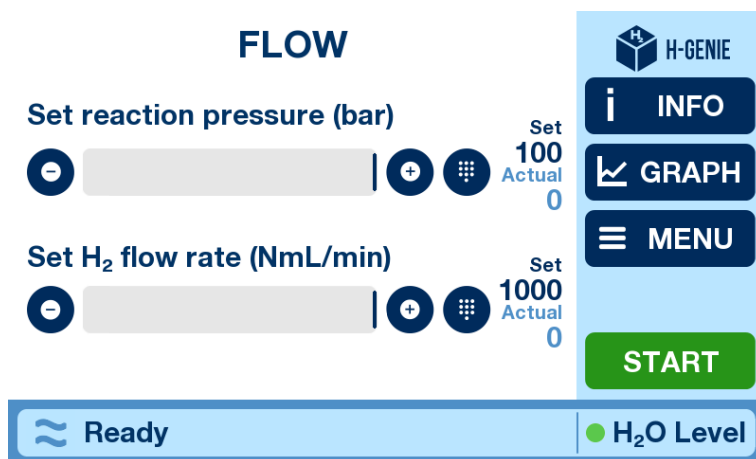 FLOW
Set reaction pressure (bar)
Set
100
Actual
0
Set H₂ flow rate (NmL/min)
Set
1000
Actual
0
H₂
H-GENIE
i INFO
GRAPH
MENU
START
Ready
H₂O Level